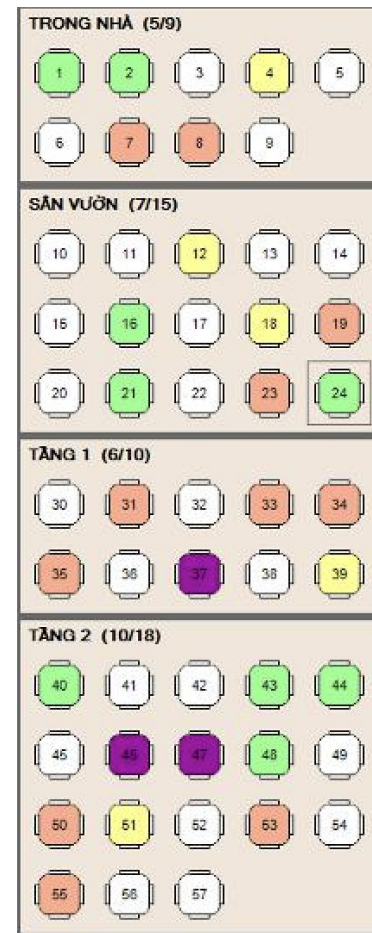 TRONG NHÀ (5/9)
1 2 3 4 5
6 7 8 9
SÂN VƯỜN (7/15)
10 11 12 13 14
15 16 17 18 19
20 21 22 23 24
TẦNG 1 (6/10)
30 31 32 33 34
35 36 37 38 39
TẦNG 2 (10/18)
40 41 42 43 44
45 46 47 48 49
50 51 52 53 54
55 56 57